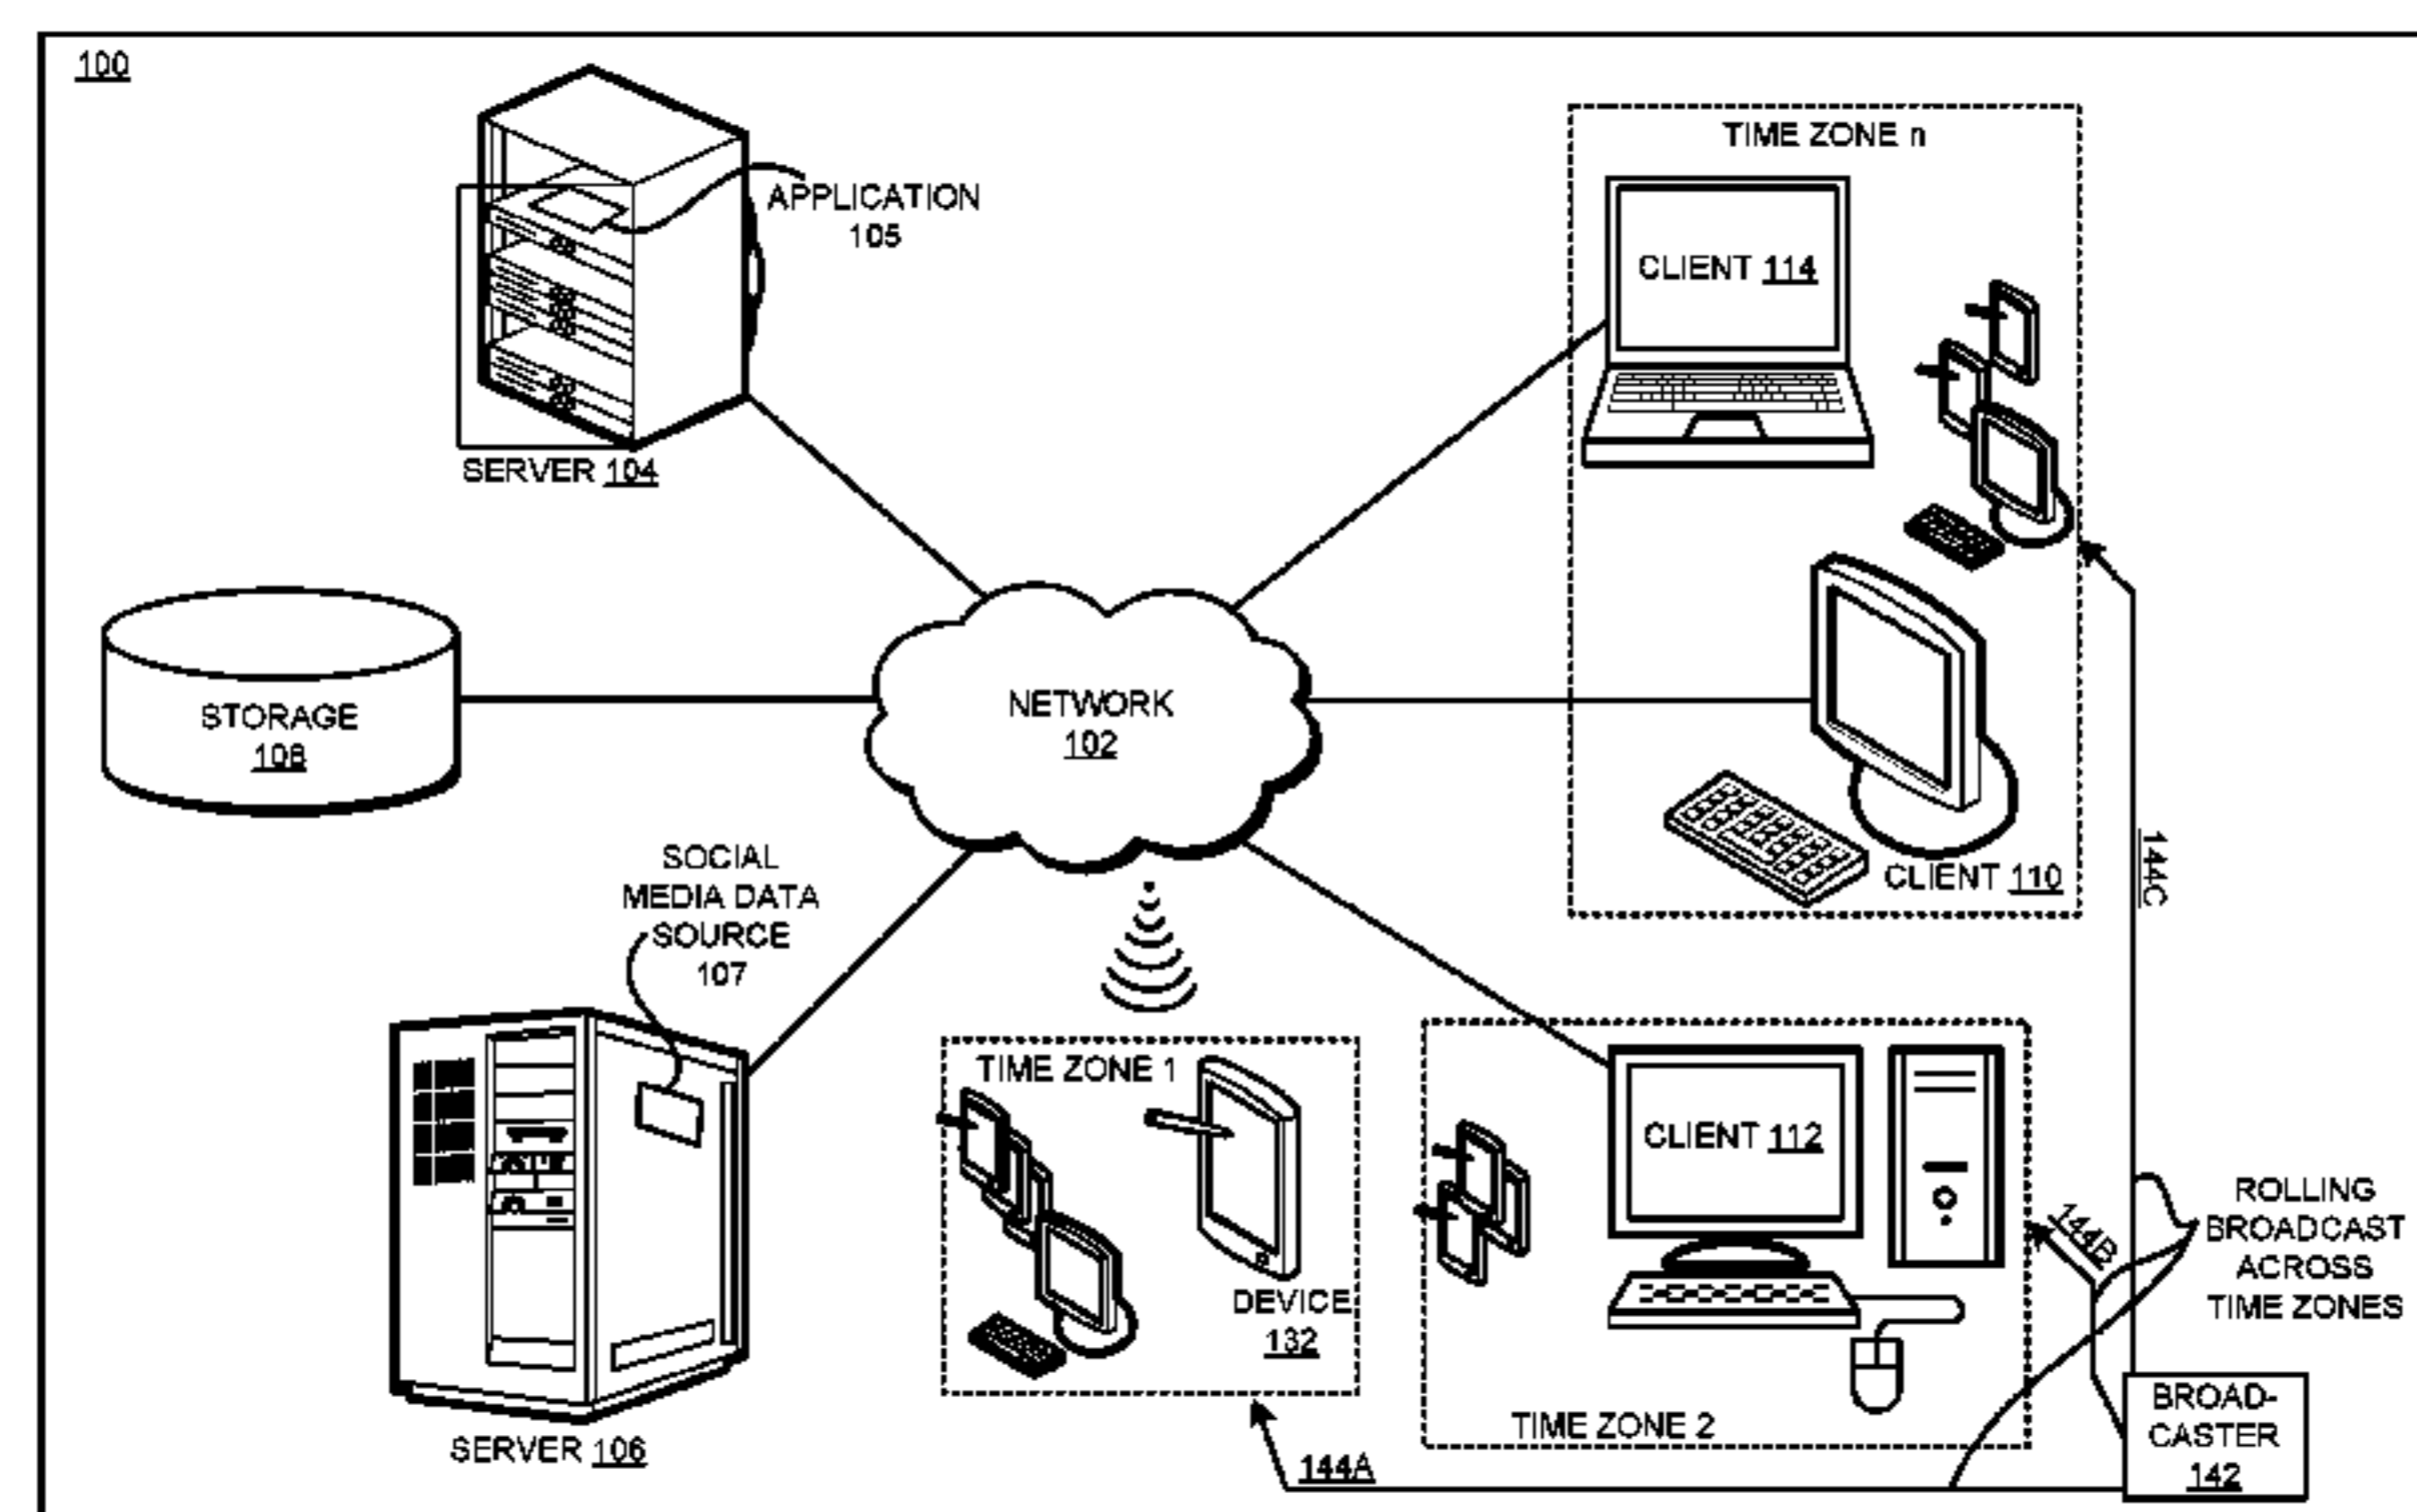 100
APPLICATION
105
SERVER 104
STORAGE
108
NETWORK
102
SOCIAL
MEDIA DATA
SOURCE
107
SERVER 106
TIME ZONE n
CLIENT 114
CLIENT 110
144C
TIME ZONE 1
DEVICE
132
CLIENT 112
TIME ZONE 2
144B
ROLLING
BROADCAST
ACROSS
TIME ZONES
144A
BROAD-
CASTER
142